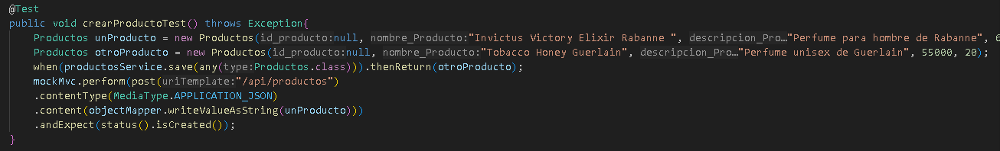 @Test
public void crearProductoTest() throws Exception{
Productos unProducto = new Productos(id_producto:null, nombre_Producto:"Invictus Victory Elixir Rabanne ", descripcion_Pro…"Perfume para hombre de Rabanne", 6
Productos otroProducto = new Productos(id_producto:null, nombre_Producto:"Tobacco Honey Guerlain", descripcion_Pro…"Perfume unisex de Guerlain", 55000, 20);
when(productosService.save(any(type:Productos.class))).thenReturn(otroProducto);
mockMvc.perform(post(uriTemplate:"/api/productos")
.contentType(MediaType.APPLICATION_JSON)
.content(objectMapper.writeValueAsString(unProducto)))
.andExpect(status().isCreated());
}